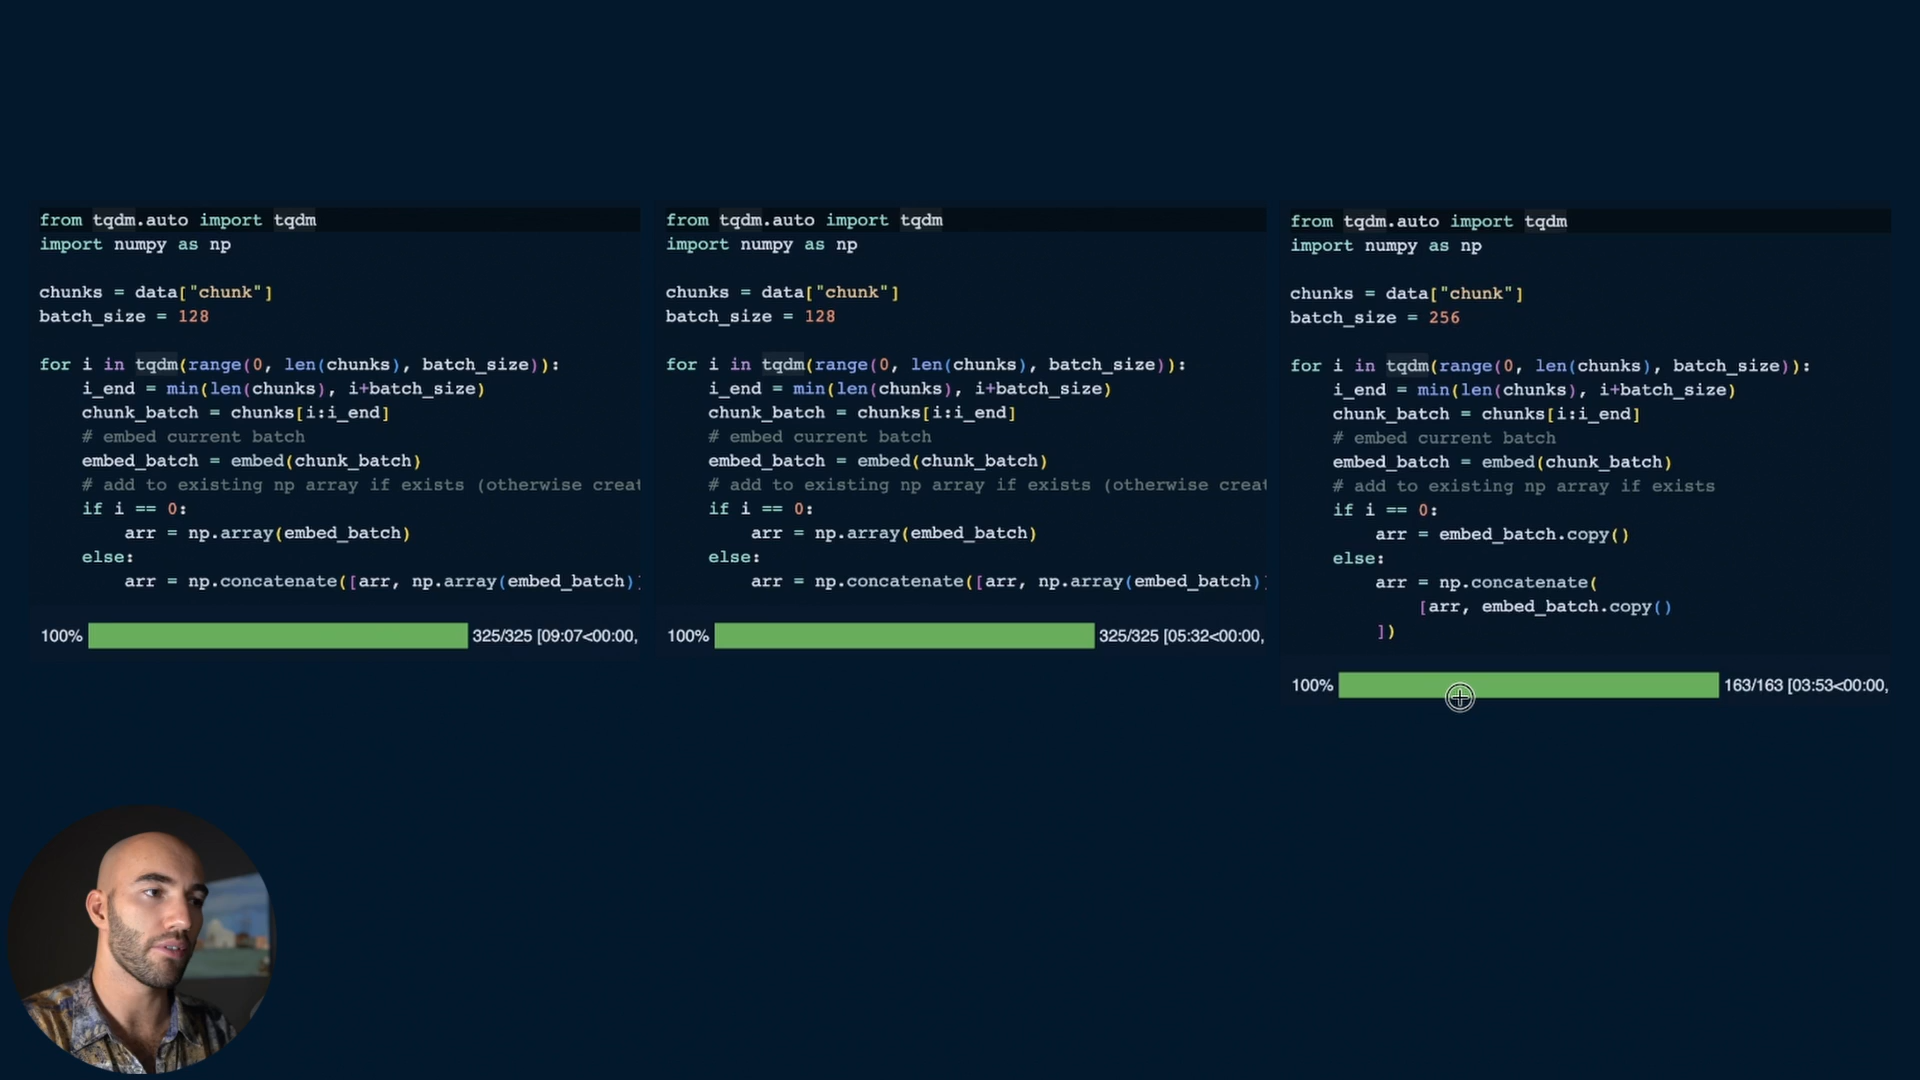 from tqdm.auto import tqdm
import numpy as np
chunks = data["chunk"]
batch_size = 128
for i in tqdm(range(0, len(chunks), batch_size)):
    i_end = min(len(chunks), i+batch_size)
    chunk_batch = chunks[i:i_end]
    # embed current batch
    embed_batch = embed(chunk_batch)
    # add to existing np array if exists (otherwise creat
    if i == 0:
        arr = np.array(embed_batch)
    else:
        arr = np.concatenate([arr, np.array(embed_batch)]
100% 325/325 [09:07<00:00,
from tqdm.auto import tqdm
import numpy as np
chunks = data["chunk"]
batch_size = 128
for i in tqdm(range(0, len(chunks), batch_size)):
    i_end = min(len(chunks), i+batch_size)
    chunk_batch = chunks[i:i_end]
    # embed current batch
    embed_batch = embed(chunk_batch)
    # add to existing np array if exists (otherwise creat
    if i == 0:
        arr = np.array(embed_batch)
    else:
        arr = np.concatenate([arr, np.array(embed_batch)]
100% 325/325 [05:32<00:00,
from tqdm.auto import tqdm
import numpy as np
chunks = data["chunk"]
batch_size = 256
for i in tqdm(range(0, len(chunks), batch_size)):
    i_end = min(len(chunks), i+batch_size)
    chunk_batch = chunks[i:i_end]
    # embed current batch
    embed_batch = embed(chunk_batch)
    # add to existing np array if exists
    if i == 0:
        arr = embed_batch.copy()
    else:
        arr = np.concatenate(
            [arr, embed_batch.copy()
        ])
100% 163/163 [03:53<00:00,